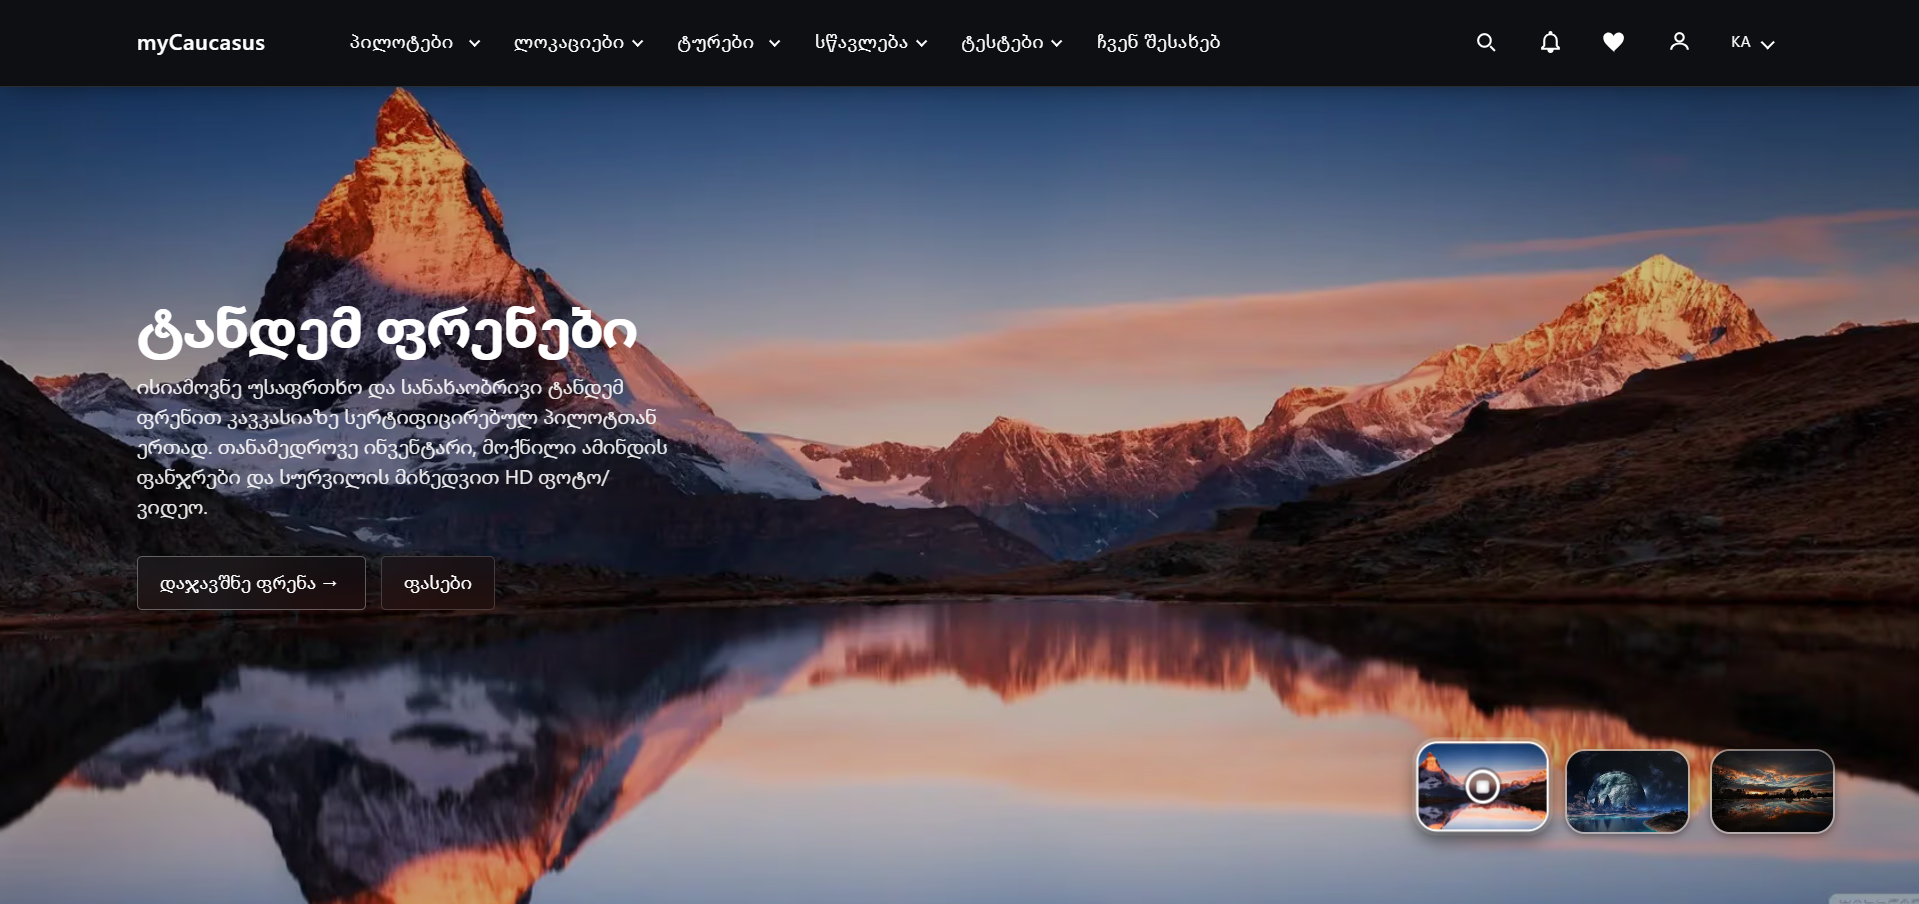 myCaucasus
პილოტები
ლოკაციები
ტურები
სწავლება
ტესტები
ჩვენ შესახებ
KA
ტანდემ ფრენები
ისიამოვნე უსაფრთხო და სანახაობრივი ტანდემ
ფრენით კავკასიაზე სერტიფიცირებულ პილოტთან
ერთად. თანამედროვე ინვენტარი, მოქნილი ამინდის
ფანჯრები და სურვილის მიხედვით HD ფოტო/
ვიდეო.
დაჯავშნე ფრენა →
ფასები